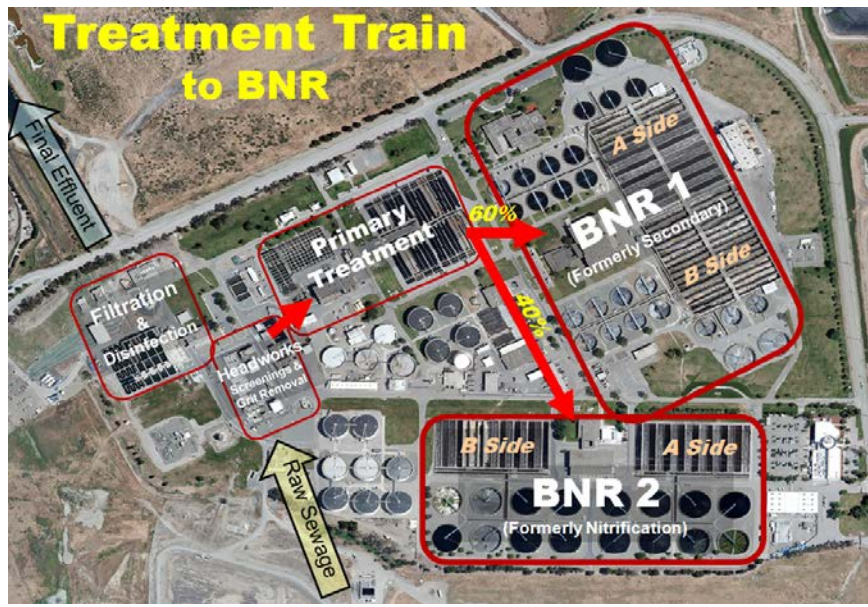 Treatment Train
to BNR
Final Effluent
Primary
Treatment
60%
40%
BNR 1
(Formerly Secondary)
A Side
B Side
Filtration
&
Disinfection
Headworks
Screenings &
Grit Removal
Raw Sewage
B Side
A Side
BNR 2
(Formerly Nitrification)